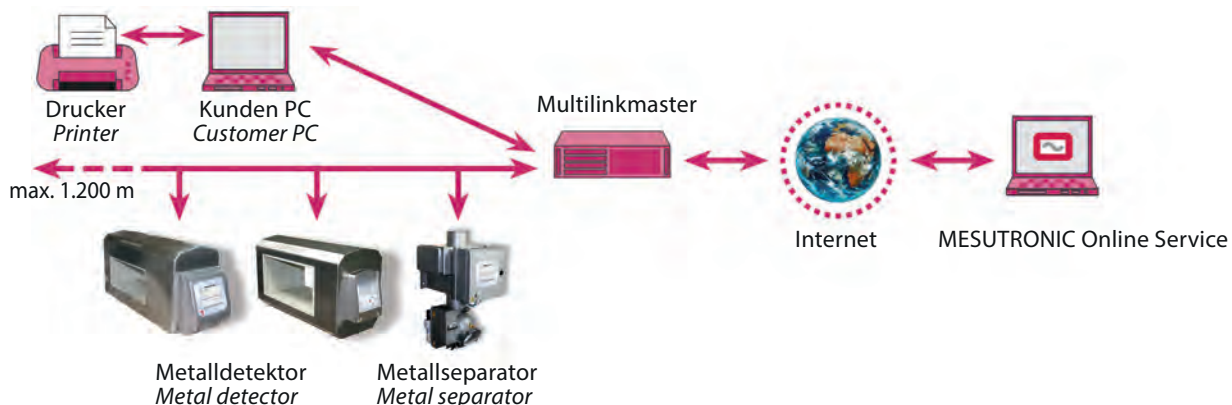 Drucker
Printer
Kunden PC
Customer PC
Multilinkmaster
max. 1.200 m
Internet
MESUTRONIC Online Service
Metalldetektor
Metal detector
Metallseparator
Metal separator